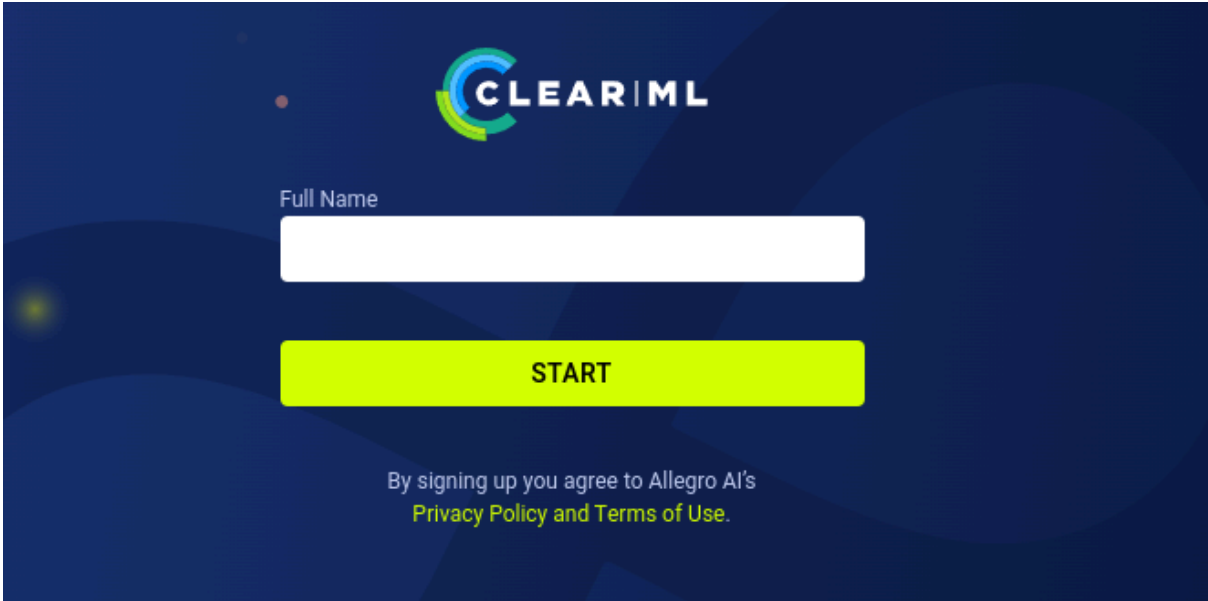 CLEAR|ML
Full Name
START
By signing up you agree to Allegro AI’s
Privacy Policy and Terms of Use.